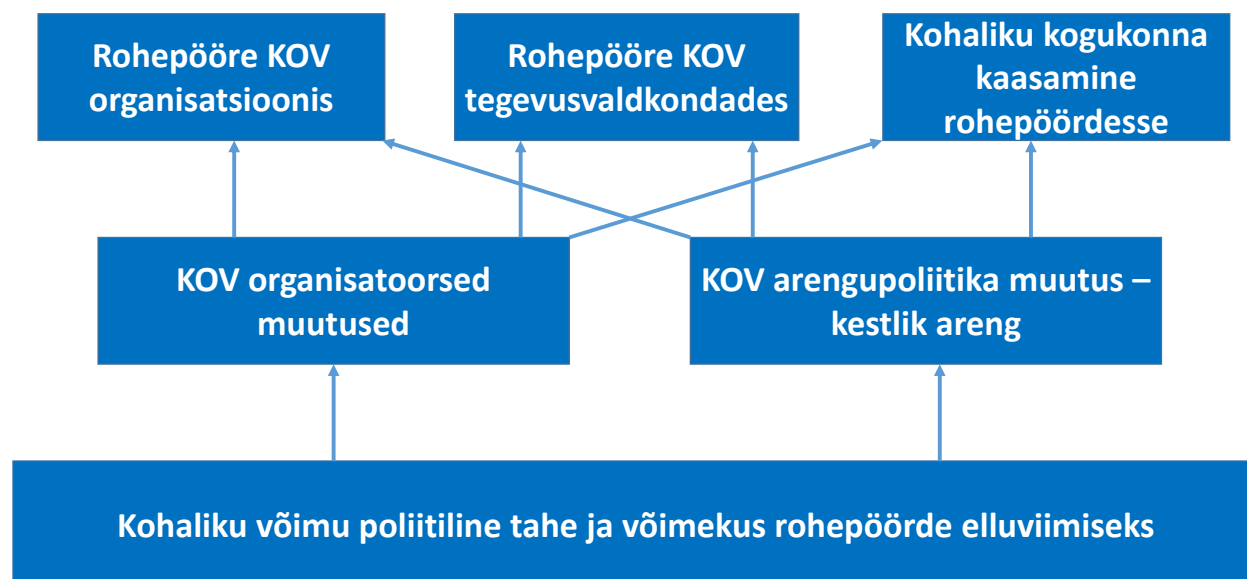 Rohepööre KOV
organisatsioonis
Rohepööre KOV
tegevusvaldkondades
Kohaliku kogukonna
kaasamine
rohepöördesse
KOV organisatoorsed
muutused
KOV arengupoliitika muutus –
kestlik areng
Kohaliku võimu poliitiline tahe ja võimekus rohepöörde elluviimiseks